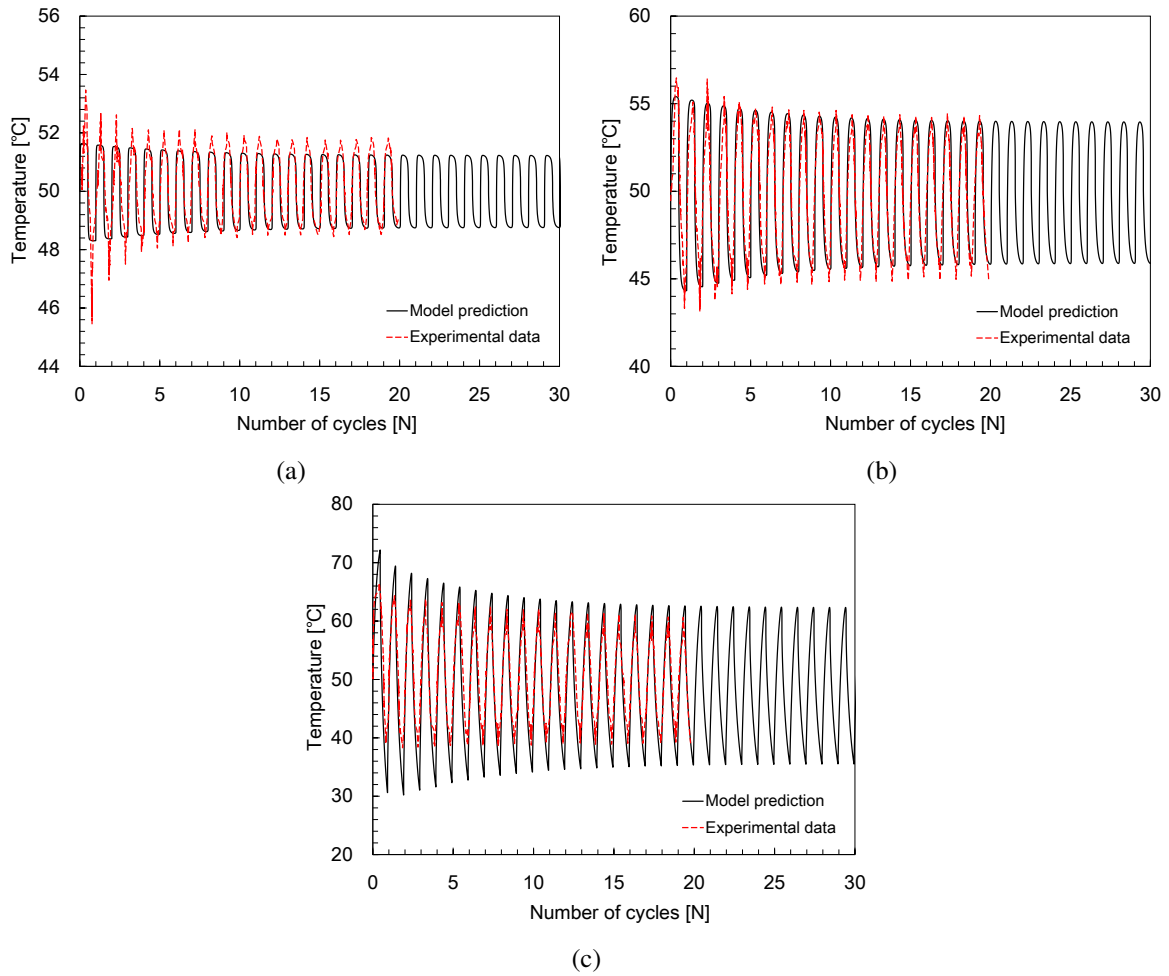 56
54
52
50
48
46
44
Temperature [°C]
Model prediction
Experimental data
0 5 10 15 20 25 30
Number of cycles [N]
(a)
60
55
50
45
40
Temperature [°C]
Model prediction
Experimental data
0 5 10 15 20 25 30
Number of cycles [N]
(b)
80
70
60
50
40
30
20
Temperature [°C]
Model prediction
Experimental data
0 5 10 15 20 25 30
Number of cycles [N]
(c)